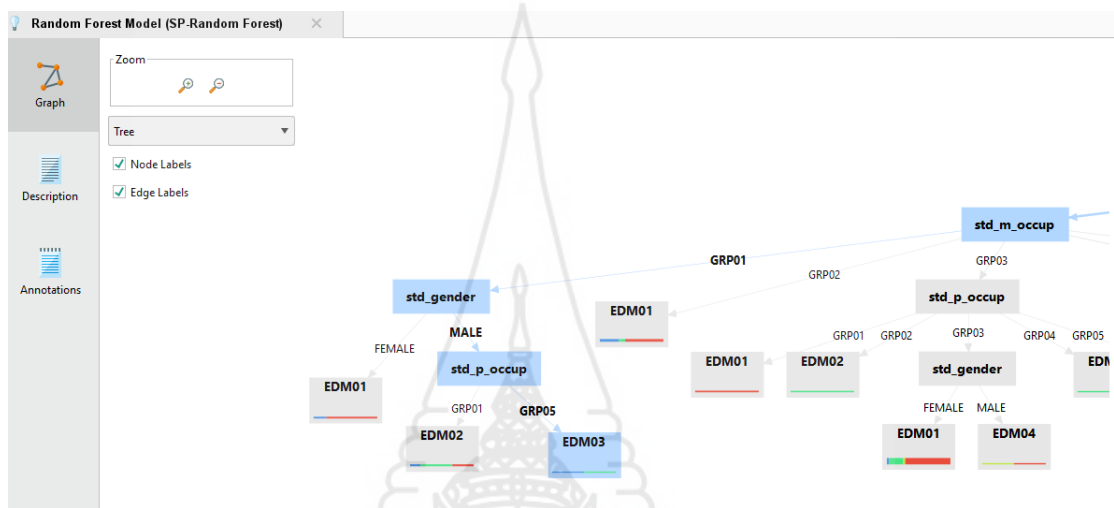 Random Forest Model (SP-Random Forest)
Graph
Description
Annotations
Zoom
Tree
Node Labels
Edge Labels
std_m_occup
GRP01
GRP02
GRP03
std_gender
FEMALE
MALE
EDM01
std_p_occup
GRP01
GRP05
EDM02
EDM03
EDM01
std_p_occup
GRP01
GRP02
GRP03
GRP04
GRP05
EDM01
EDM02
std_gender
FEMALE
MALE
EDM01
EDM04